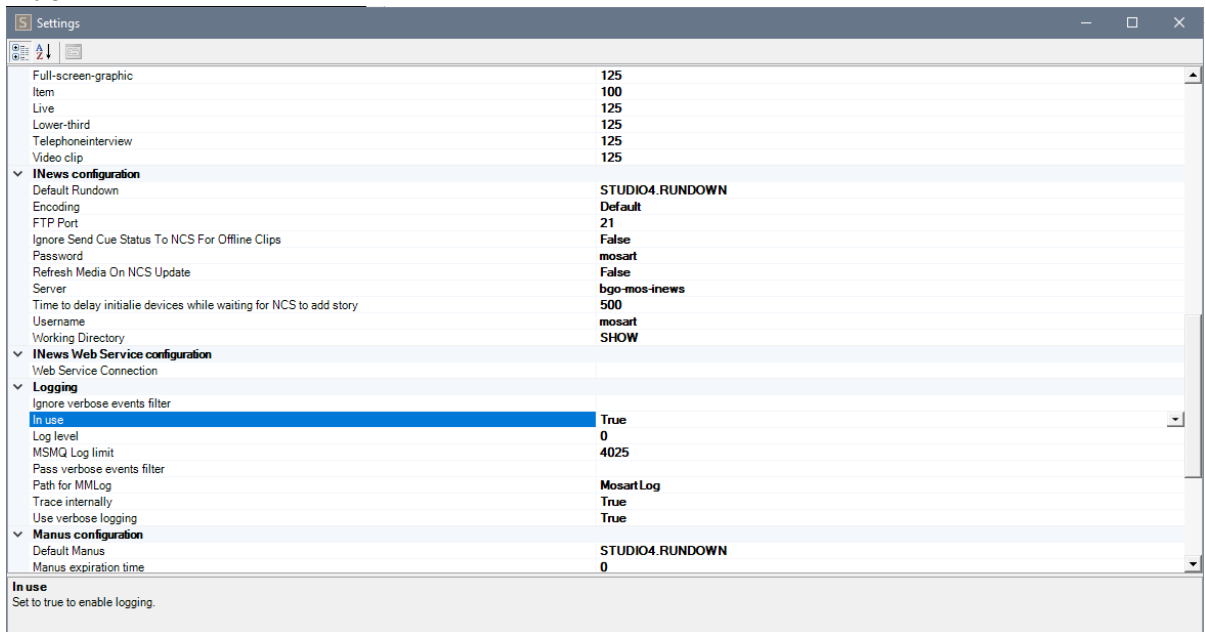 S Settings
A Z
Full-screen-graphic 125
Item 100
Live 125
Lower-third 125
Telephoneinterview 125
Video clip 125
INews configuration
Default Rundown STUDIO4.RUNDOWN
Encoding Default
FTP Port 21
Ignore Send Cue Status To NCS For Offline Clips False
Password mosart
Refresh Media On NCS Update False
Server bgo-mos-inews
Time to delay initialie devices while waiting for NCS to add story 500
Username mosart
Working Directory SHOW
INews Web Service configuration
Web Service Connection
Logging
Ignore verbose events filter
In use True
Log level 0
MSMQ Log limit 4025
Pass verbose events filter
Path for MMLog MosartLog
Trace internally True
Use verbose logging True
Manus configuration
Default Manus STUDIO4.RUNDOWN
Manus expiration time 0
In use
Set to true to enable logging.